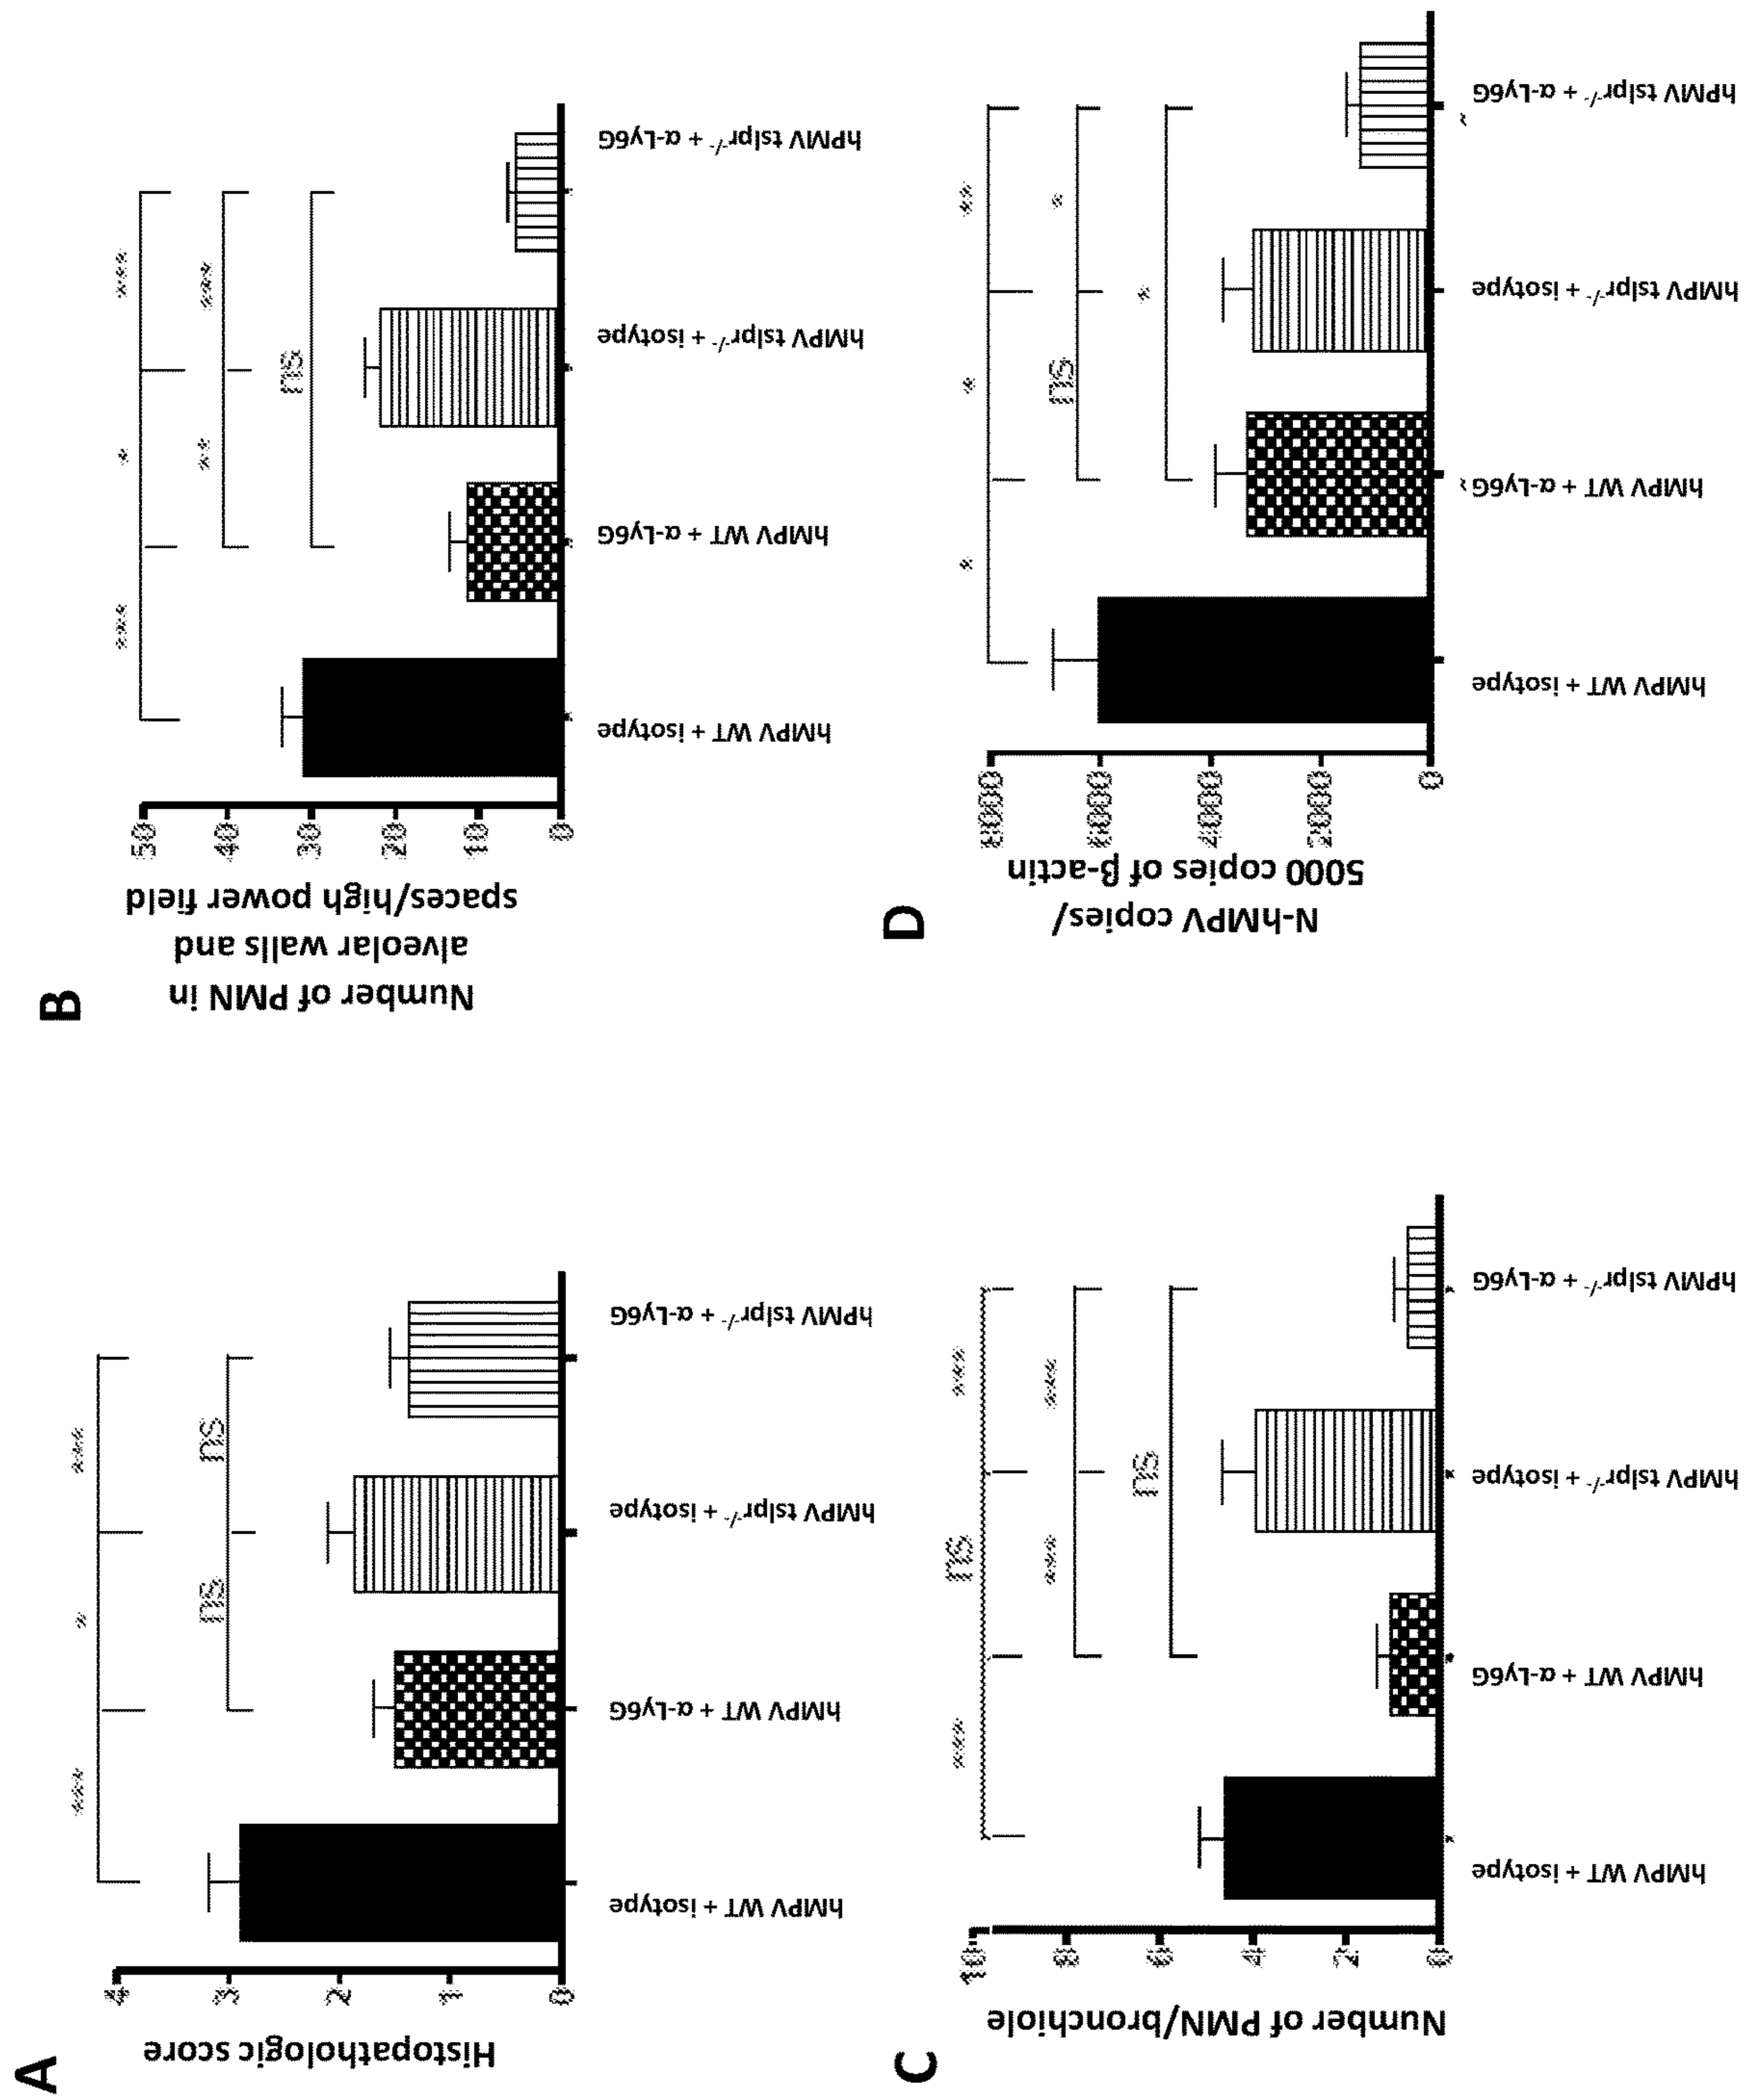 A
Histopathologic score
4
3
2
1
0
*** * ***
ns ns
hMPV WT + isotype
hMPV WT + α-Ly6G
hMPV tslpr-/- + isotype
hPMV tslpr-/- + α-Ly6G
B
Number of PMN in
alveolar walls and
spaces/high power field
50
40
30
20
10
0
*** * ***
** ***
ns
hMPV WT + isotype
hMPV WT + α-Ly6G
hMPV tslpr-/- + isotype
hPMV tslpr-/- + α-Ly6G
C
Number of PMN/bronchiole
10
8
6
4
2
0
*** ns ***
*** ***
ns
hMPV WT + isotype
hMPV WT + α-Ly6G
hMPV tslpr-/- + isotype
hPMV tslpr-/- + α-Ly6G
D
N-hMPV copies/
5000 copies of β-actin
8000
6000
4000
2000
0
* * **
ns *
*
hMPV WT + isotype
hMPV WT + α-Ly6G
hMPV tslpr-/- + isotype
hPMV tslpr-/- + α-Ly6G